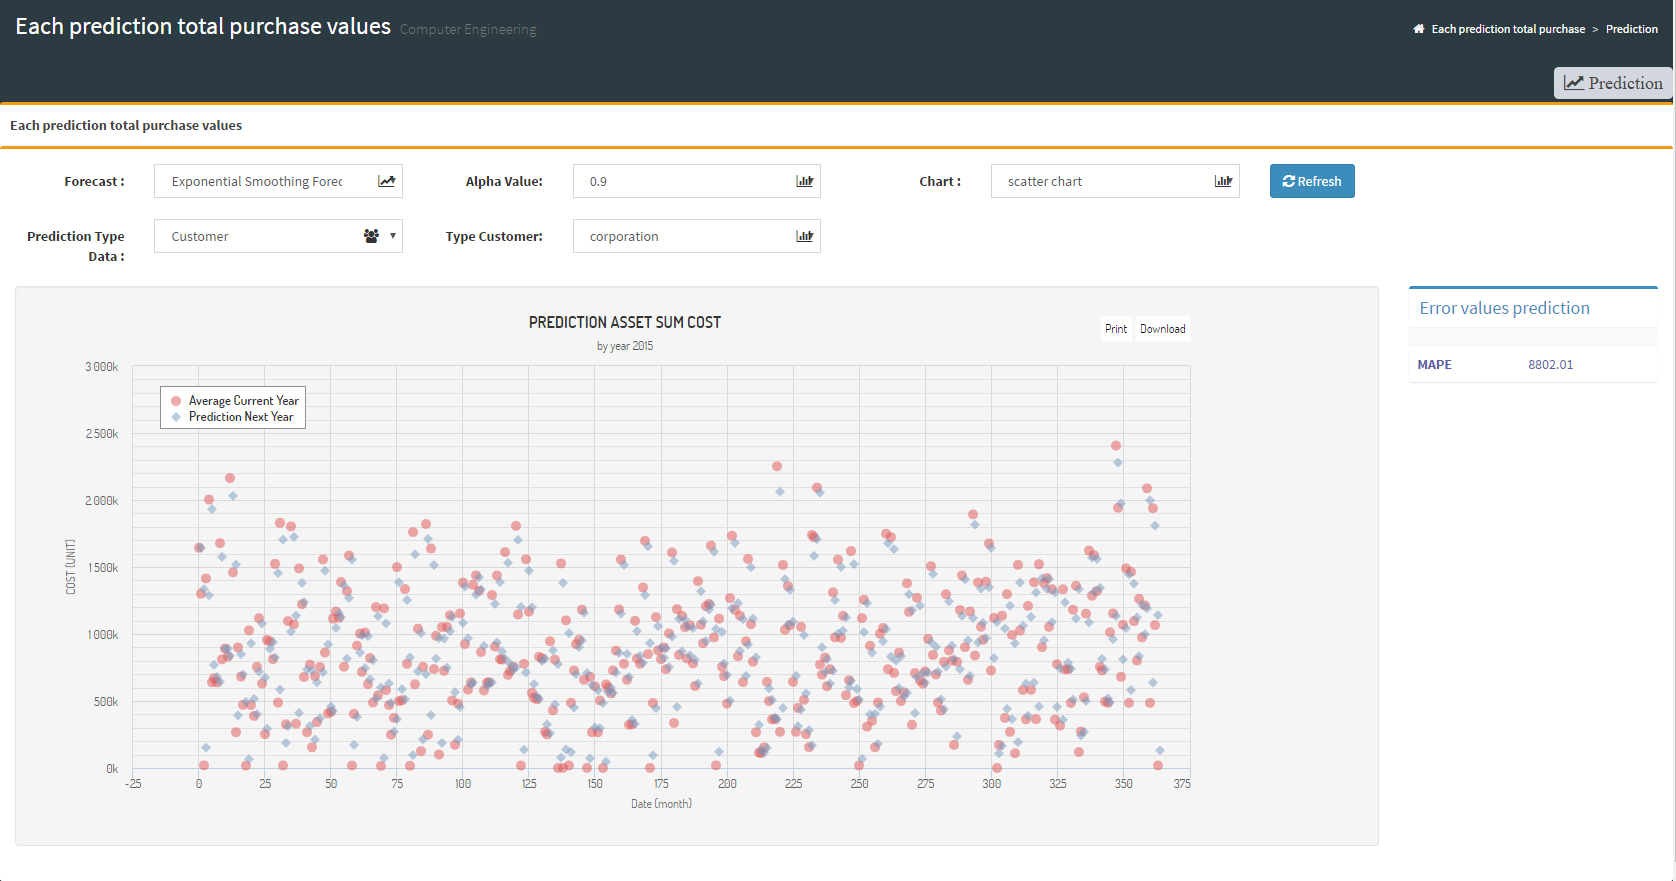 Each prediction total purchase values Computer Engineering
Each prediction total purchase > Prediction
Prediction
Each prediction total purchase values
Forecast : Exponential Smoothing Forec Alpha Value: 0.9 Chart : scatter chart Refresh
Prediction Type Data : Customer Type Customer: corporation
PREDICTION ASSET SUM COST
by year 2015
Print Download
Average Current Year
Prediction Next Year
COST (UNIT)
3 000k
2 500k
2 000k
1 500k
1 000k
500k
0k
-25 0 25 50 75 100 125 150 175 200 225 250 275 300 325 350 375
Date (month)
Error values prediction
MAPE 8802.01